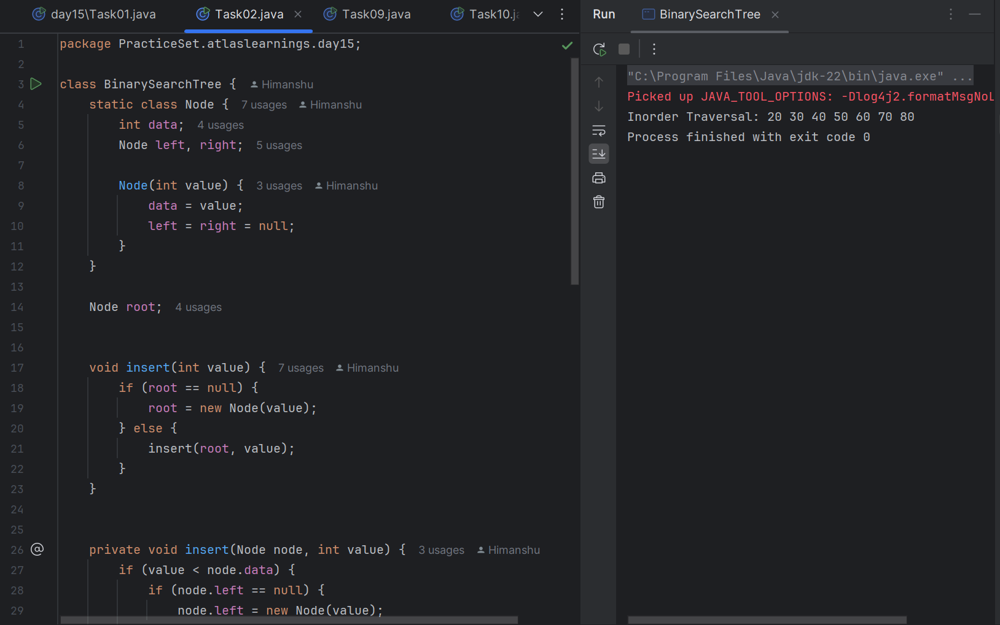 day15\Task01.java Task02.java Task09.java Task10.ja
Run BinarySearchTree
1 package PracticeSet.atlaslearnings.day15;
2
3 class BinarySearchTree { Himanshu
4 static class Node { 7 usages Himanshu
5 int data; 4 usages
6 Node left, right; 5 usages
7
8 Node(int value) { 3 usages Himanshu
9 data = value;
10 left = right = null;
11 }
12 }
13
14 Node root; 4 usages
15
16
17 void insert(int value) { 7 usages Himanshu
18 if (root == null) {
19 root = new Node(value);
20 } else {
21 insert(root, value);
22 }
23 }
24
25
26 private void insert(Node node, int value) { 3 usages Himanshu
27 if (value < node.data) {
28 if (node.left == null) {
29 node.left = new Node(value);
"C:\Program Files\Java\jdk-22\bin\java.exe" ...
Picked up JAVA_TOOL_OPTIONS: -Dlog4j2.formatMsgNoL
Inorder Traversal: 20 30 40 50 60 70 80
Process finished with exit code 0